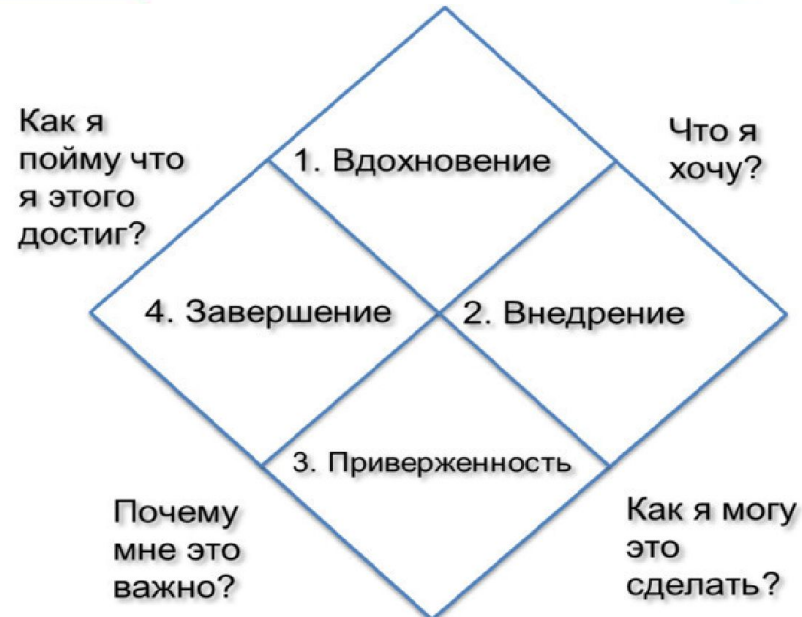 Как я
пойму что
я этого
достиг?
Что я
хочу?
1. Вдохновение
4. Завершение
2. Внедрение
3. Приверженность
Почему
мне это
важно?
Как я могу
это
сделать?